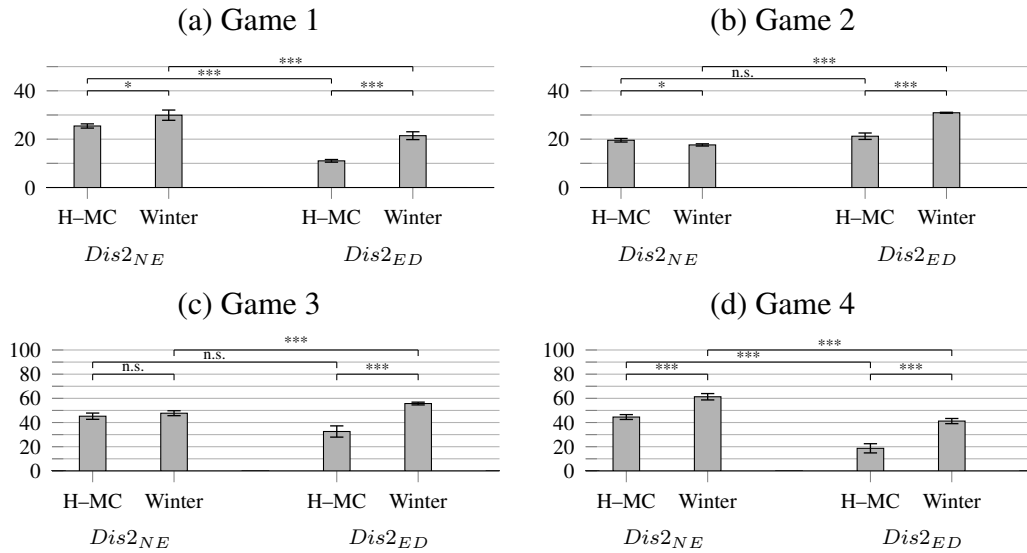 (a) Game 1
***
***
* ***
40
20
0
H–MC Winter H–MC Winter
Dis2NE Dis2ED
(b) Game 2
***
n.s.
* ***
40
20
0
H–MC Winter H–MC Winter
Dis2NE Dis2ED
(c) Game 3
***
n.s.
n.s. ***
100
80
60
40
20
0
H–MC Winter H–MC Winter
Dis2NE Dis2ED
(d) Game 4
***
***
*** ***
100
80
60
40
20
0
H–MC Winter H–MC Winter
Dis2NE Dis2ED